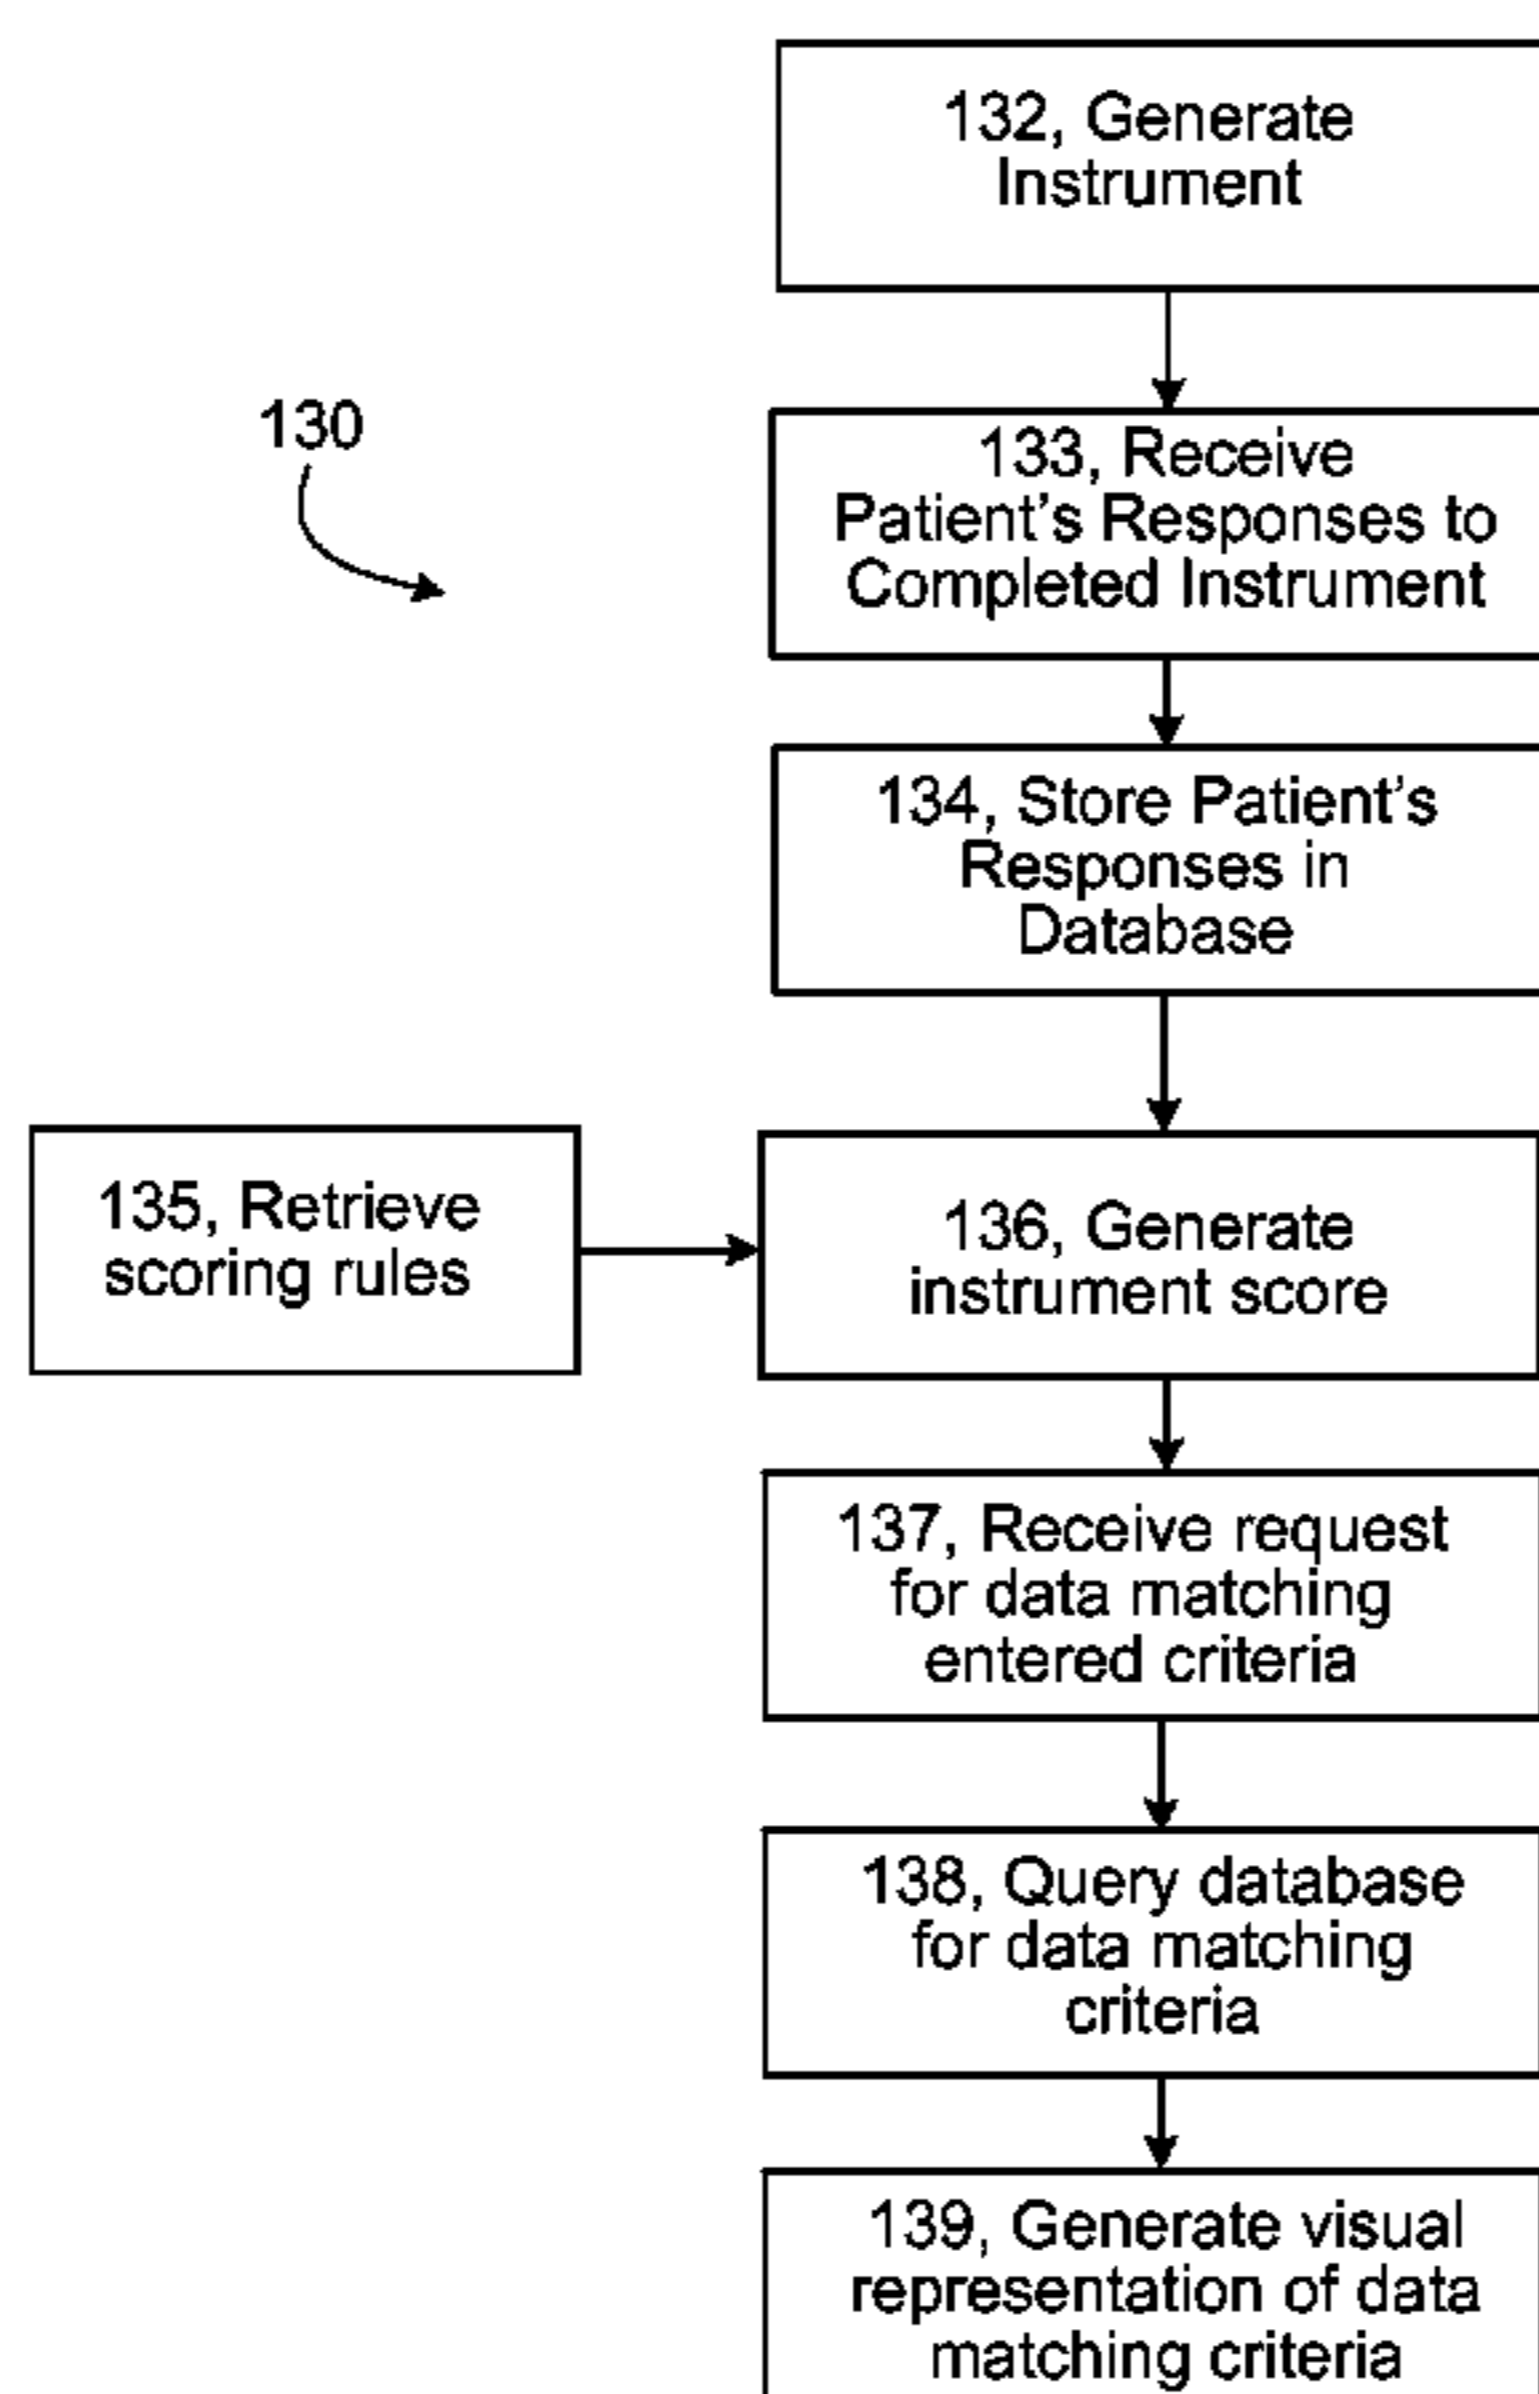 132, Generate
Instrument
130
133, Receive
Patient's Responses to
Completed Instrument
134, Store Patient's
Responses in
Database
135, Retrieve
scoring rules
136, Generate
instrument score
137, Receive request
for data matching
entered criteria
138, Query database
for data matching
criteria
139, Generate visual
representation of data
matching criteria